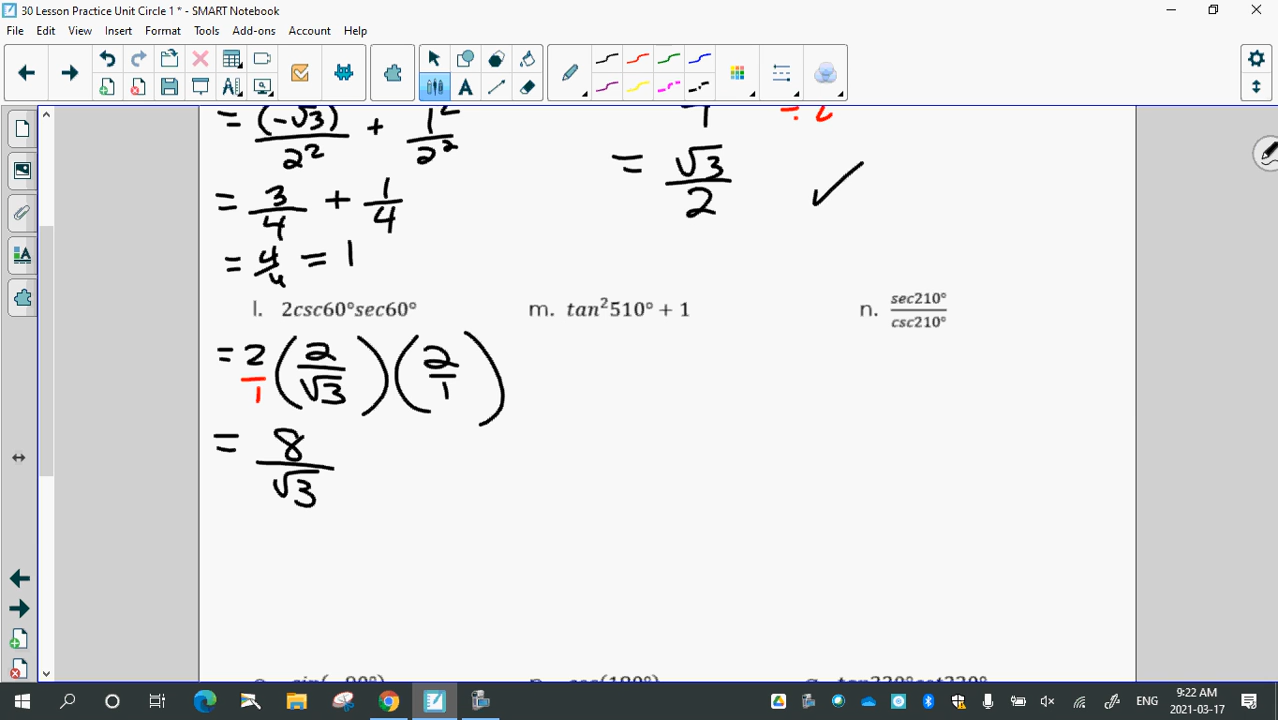 30 Lesson Practice Unit Circle 1 * - SMART Notebook
File Edit View Insert Format Tools Add-ons Account Help
= (-√3)/2² + 1²/2²
= 3/4 + 1/4
= 4/4 = 1
÷ 2
= √3/2 ✓
l. 2csc60°sec60°
m. tan²510° + 1
n. sec210°/csc210°
= 2/1 (2/√3) (2/1)
= 8/√3
ENG
9:22 AM
2021-03-17